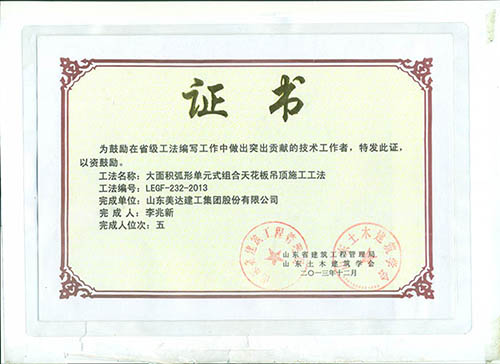 证书
为鼓励在省级工法编写工作中做出突出贡献的技术工作者，特发此证，
以资鼓励。
工法名称：大面积弧形单元式组合天花板吊顶施工工法
工法编号：LEGF-232-2013
完成单位：山东美达建工集团股份有限公司
完成人：李兆新
完成人位次：五
山东省建筑工程管理局
山东土木建筑学会
二〇一三年十二月